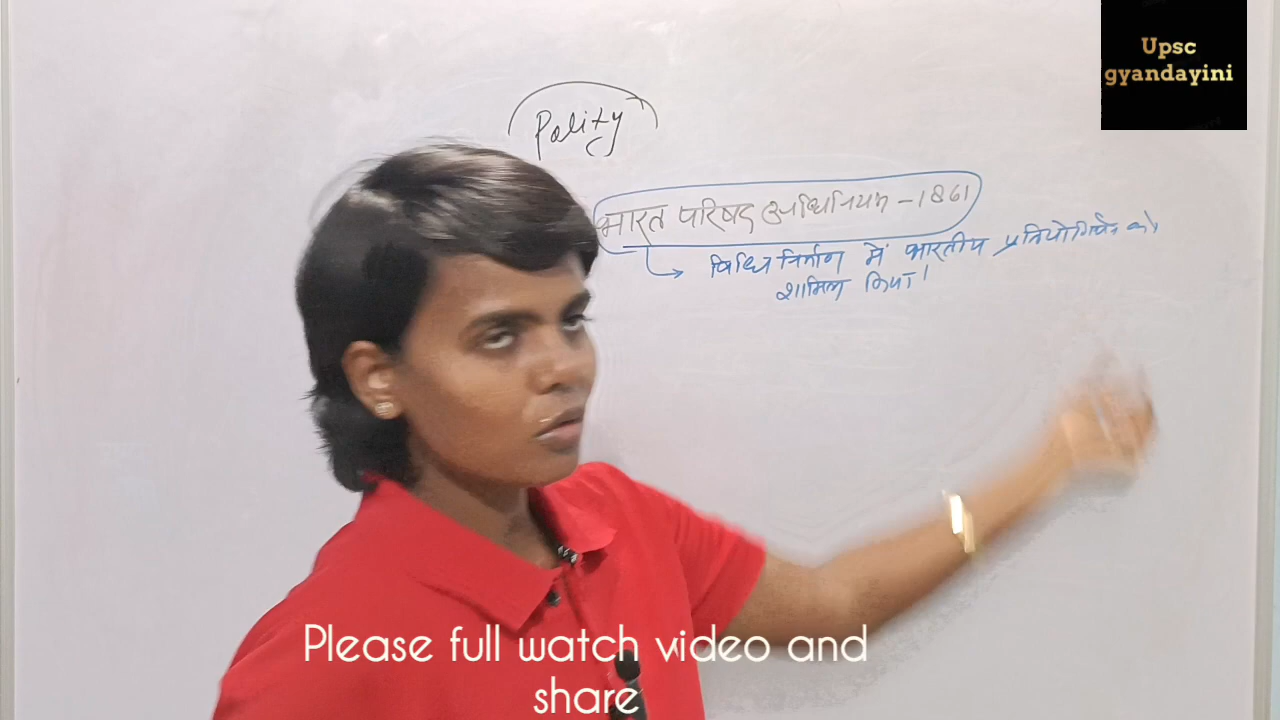 Upsc
gyandayini
Polity
भारत परिषद अधिनियम -1861
विधि निर्माण में भारतीय प्रतियोगियों को
शामिल किया।
Please full watch video and
share